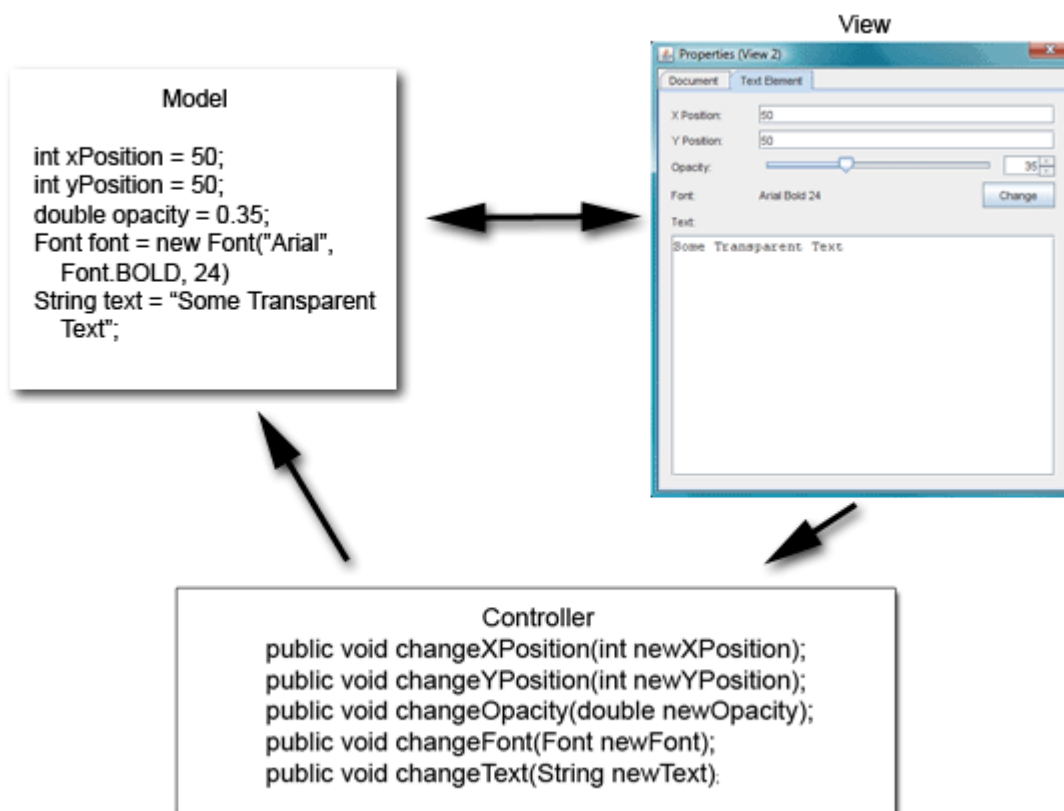 Model
int xPosition = 50;
int yPosition = 50;
double opacity = 0.35;
Font font = new Font("Arial",
Font.BOLD, 24)
String text = “Some Transparent
Text”;
View
Properties (View 2)
Document Text Element
X Position: 50
Y Position: 50
Opacity: 35
Font: Arial Bold 24 Change
Text:
Some Transparent Text
Controller
public void changeXPosition(int newXPosition);
public void changeYPosition(int newYPosition);
public void changeOpacity(double newOpacity);
public void changeFont(Font newFont);
public void changeText(String newText);